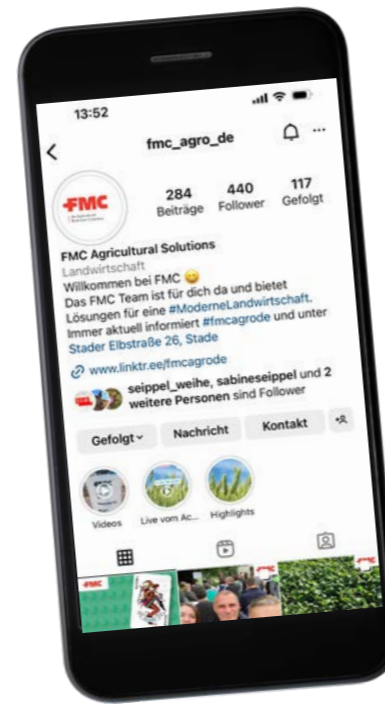 13:52
fmc_agro_de
FMC
284 440 117
Beiträge Follower Gefolgt
FMC Agricultural Solutions
Landwirtschaft
Willkommen bei FMC 😄
Das FMC Team ist für dich da und bietet
Lösungen für eine #ModerneLandwirtschaft.
Immer aktuell informiert #fmcagrode und unter
Stader Elbstraße 26, Stade
www.linktr.ee/fmcagrode
seippel_weihe, sabineseippel und 2
weitere Personen sind Follower
Gefolgt Nachricht Kontakt
Videos Live vom Ac... Highlights
FMC